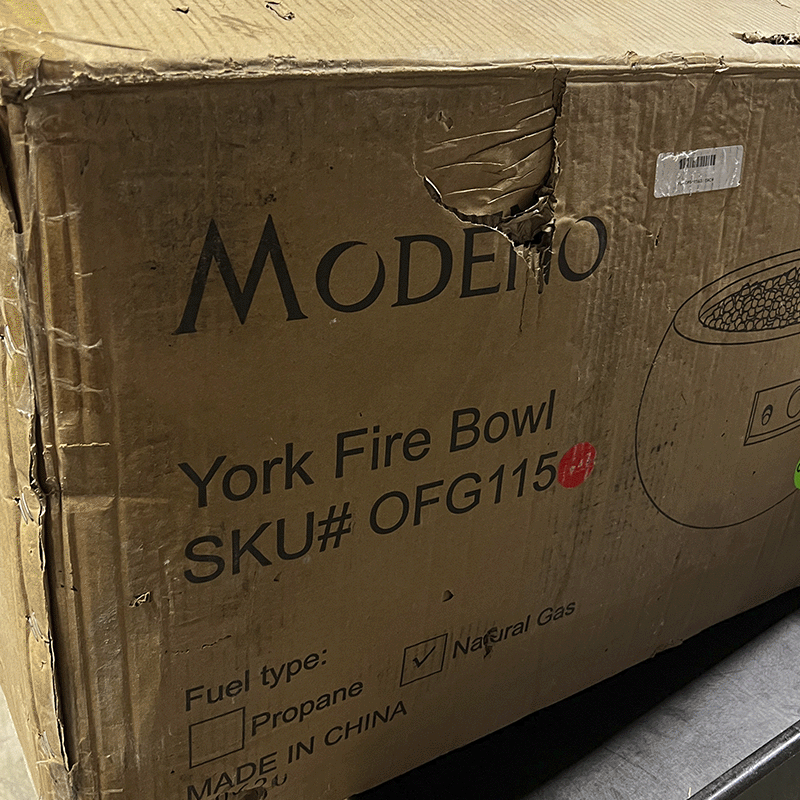 MODENO
York Fire Bowl
SKU# OFG115
Fuel type:
Propane
Natural Gas
MADE IN CHINA